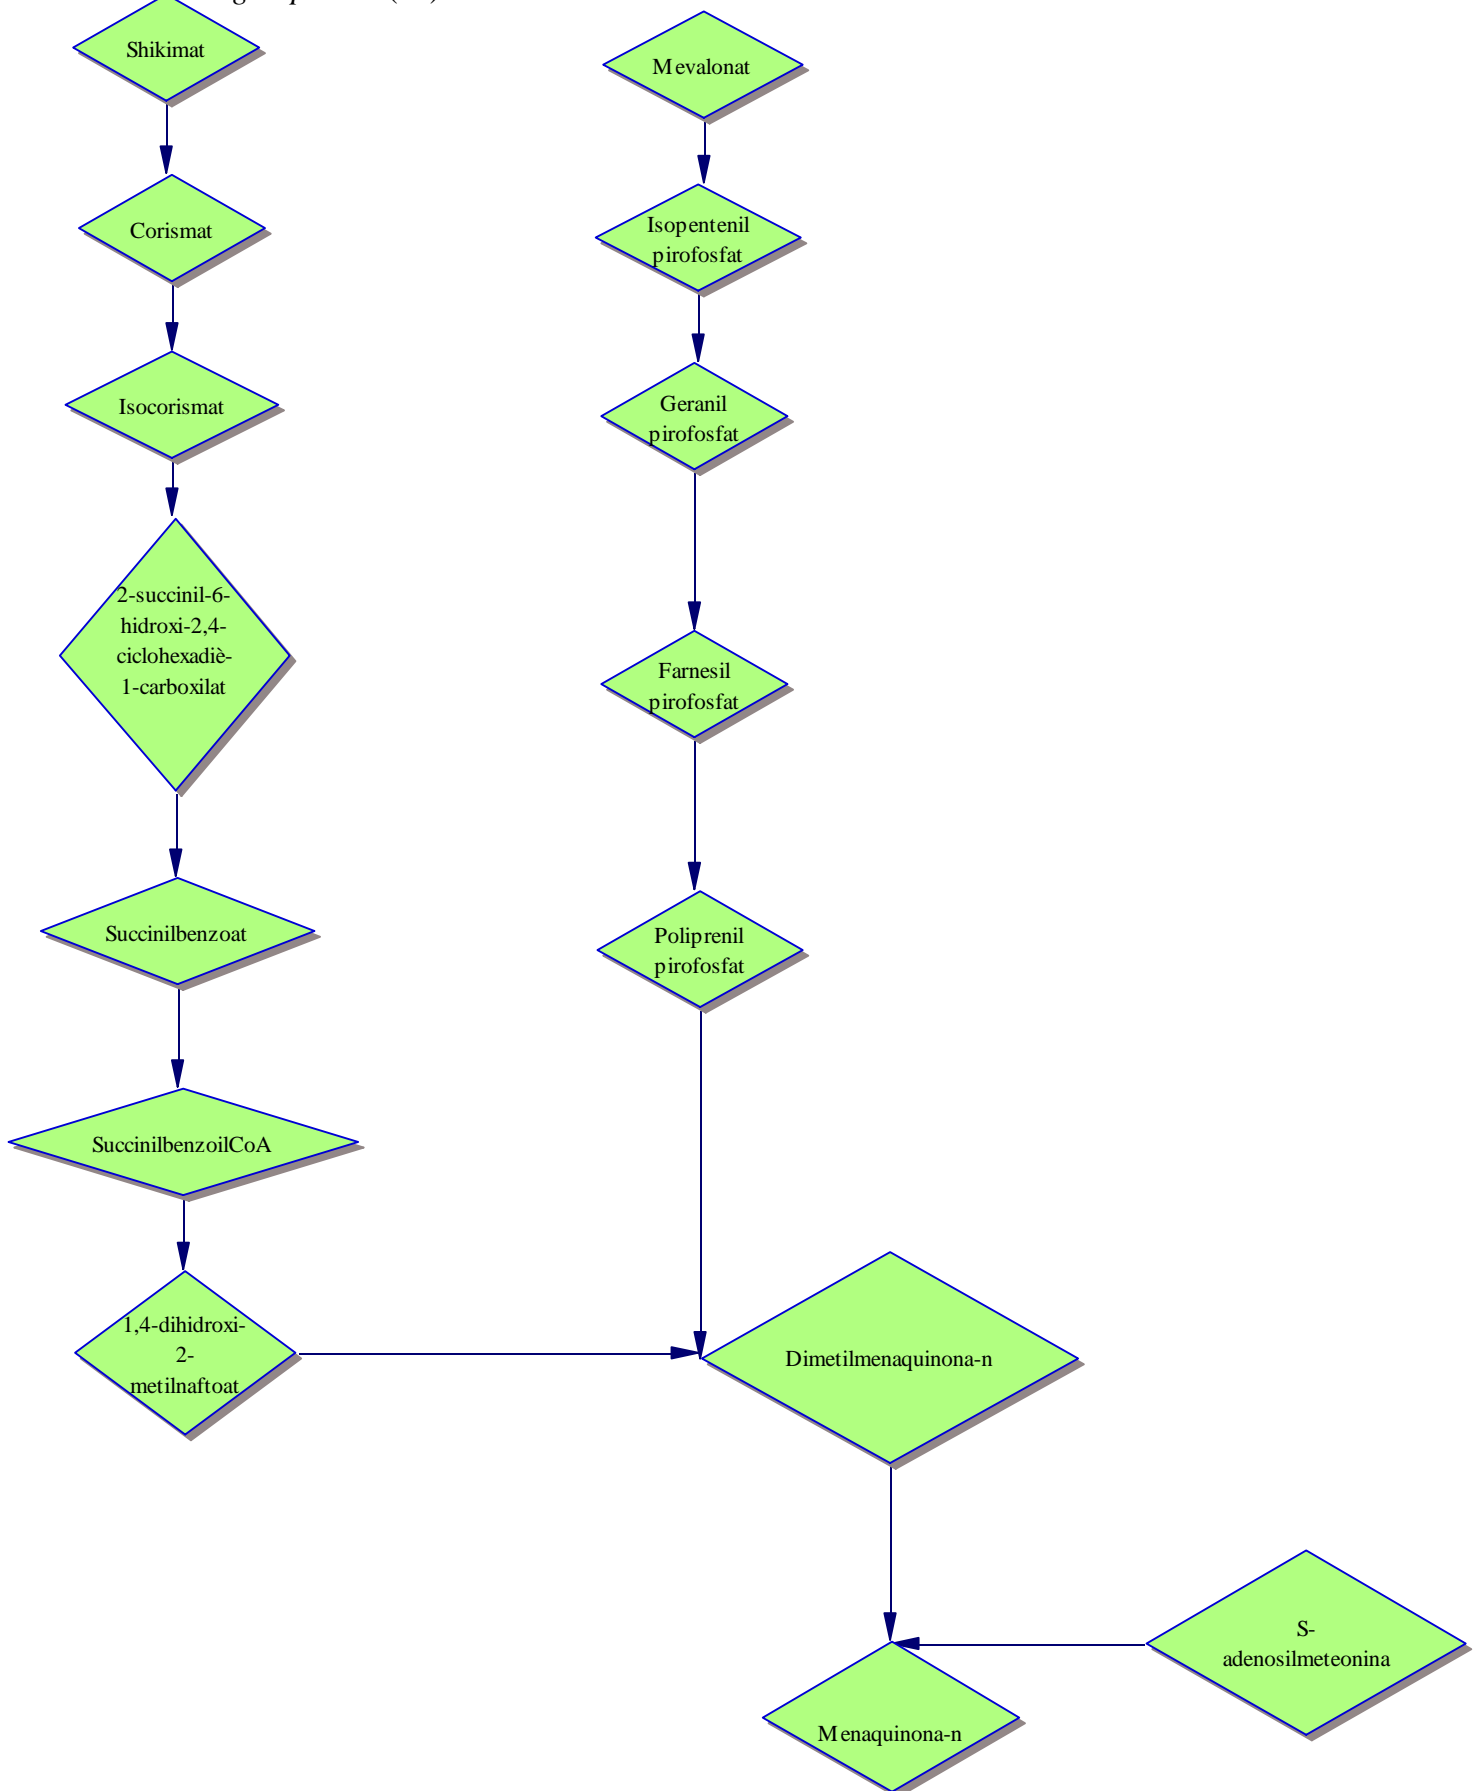 Shikimat
Mevalonat
Corismat
Isopentenil
pirofosfat
Isocorismat
Geranil
pirofosfat
2-succinil-6-
hidroxi-2,4-
ciclohexadiè-
1-carboxilat
Farnesil
pirofosfat
Succinilbenzoat
Poliprenil
pirofosfat
SuccinilbenzoilCoA
1,4-dihidroxi-
2-
metilnaftoat
Dimetilmenaquinona-n
S-
adenosilmeteonina
Menaquinona-n